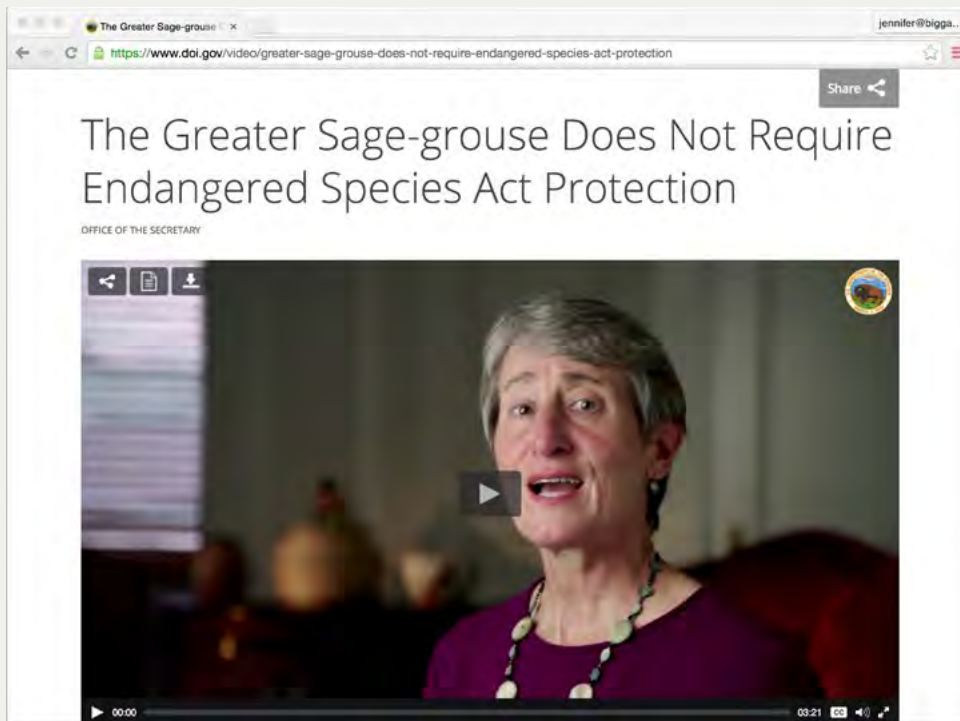 The Greater Sage-grouse
jennifer@bigga...
https://www.doi.gov/video/greater-sage-grouse-does-not-require-endangered-species-act-protection
Share
The Greater Sage-grouse Does Not Require
Endangered Species Act Protection
OFFICE OF THE SECRETARY
00:00
03:21
CC